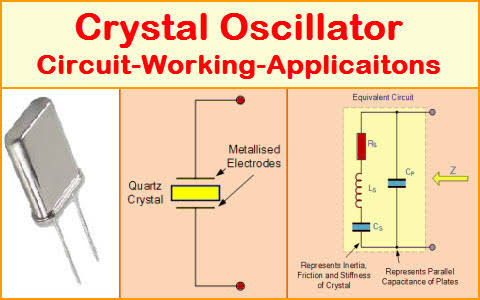 Crystal Oscillator
Circuit-Working-Applicaitons
Metallised
Electrodes
Quartz
Crystal
Equivalent Circuit
Rs
Ls
Cs
CP
Z
Represents Inertia,
Friction and Stiffness
of Crystal
Represents Parallel
Capacitance of Plates